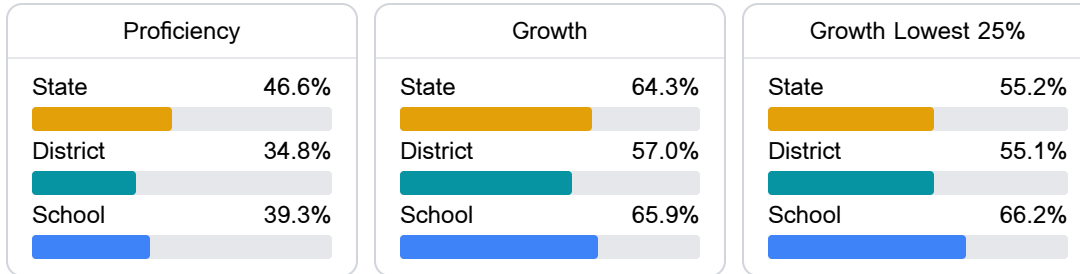 Proficiency
State 46.6%
District 34.8%
School 39.3%
Growth
State 64.3%
District 57.0%
School 65.9%
Growth Lowest 25%
State 55.2%
District 55.1%
School 66.2%